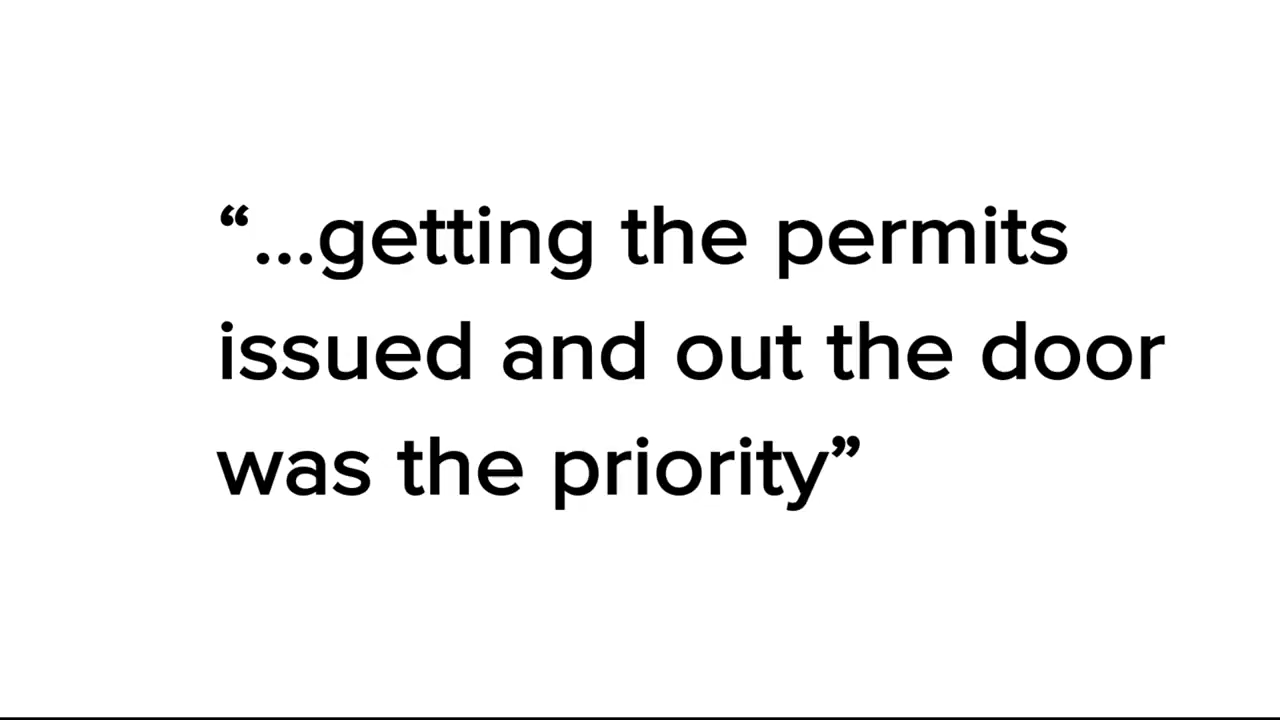 “...getting the permits
issued and out the door
was the priority”